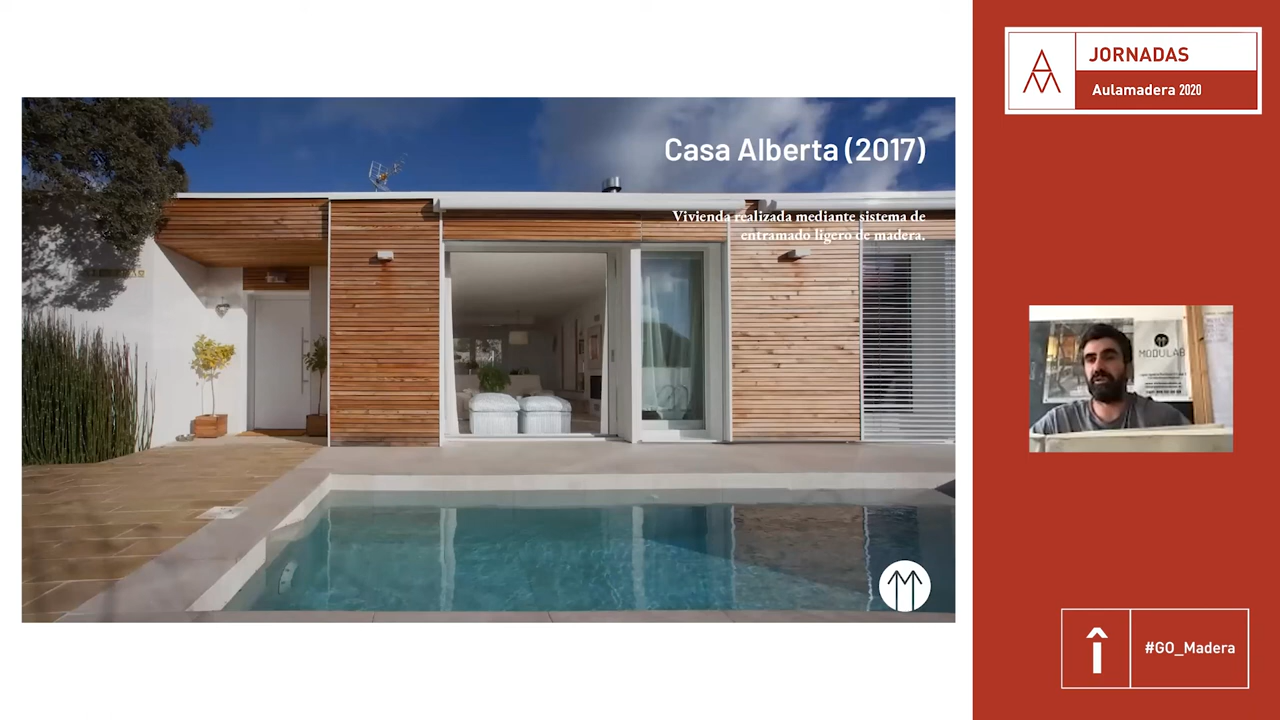 Casa Alberta (2017)
Vivienda realizada mediante sistema de
entramado ligero de madera.
JORNADAS
Aulamadera 2020
MODULAB
#GO_Madera